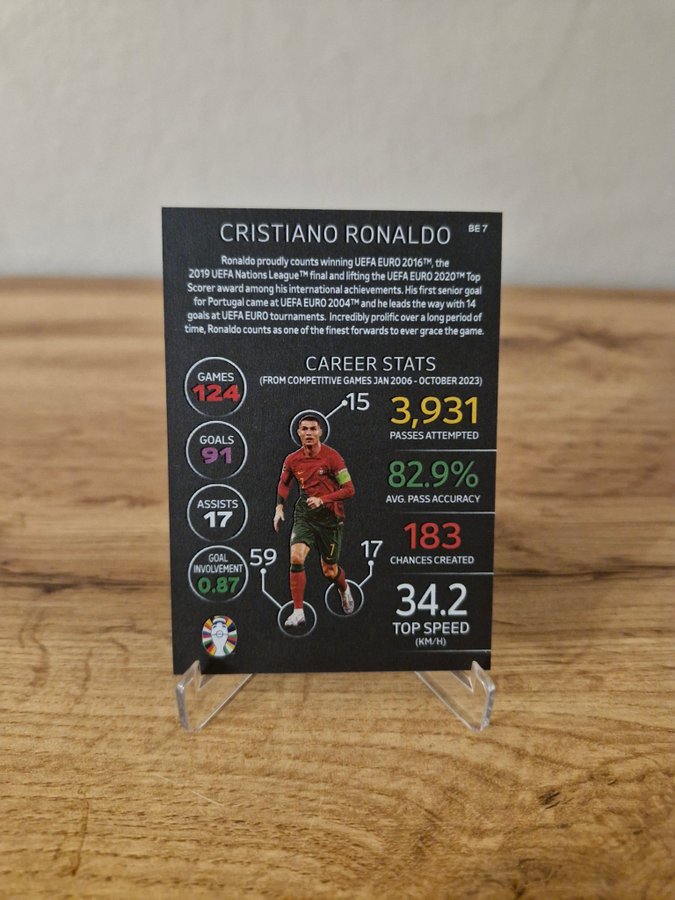 CRISTIANO RONALDO
BE 7
Ronaldo proudly counts winning UEFA EURO 2016™, the
2019 UEFA Nations League™ final and lifting the UEFA EURO 2020™ Top
Scorer award among his international achievements. His first senior goal
for Portugal came at UEFA EURO 2004™ and he leads the way with 14
goals at UEFA EURO tournaments. Incredibly prolific over a long period of
time, Ronaldo counts as one of the finest forwards to ever grace the game.
CAREER STATS
(FROM COMPETITIVE GAMES JAN 2006 - OCTOBER 2023)
GAMES
124
GOALS
91
ASSISTS
17
GOAL
INVOLVEMENT
0.87
15
59
17
7
3,931
PASSES ATTEMPTED
82.9%
AVG. PASS ACCURACY
183
CHANCES CREATED
34.2
TOP SPEED
(KM/H)